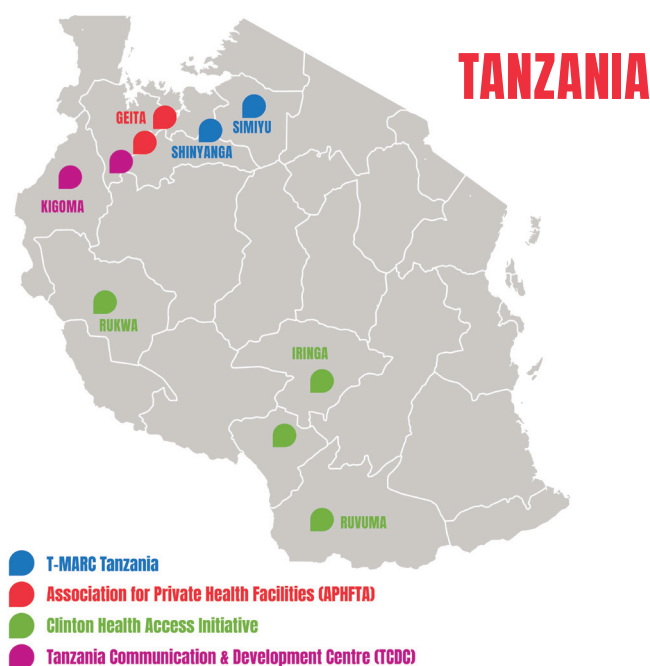 TANZANIA
GEITA
SIMIYU
SHINYANGA
KIGOMA
RUKWA
IRINGA
RUVUMA
T-MARC Tanzania
Association for Private Health Facilities (APHFTA)
Clinton Health Access Initiative
Tanzania Communication & Development Centre (TCDC)